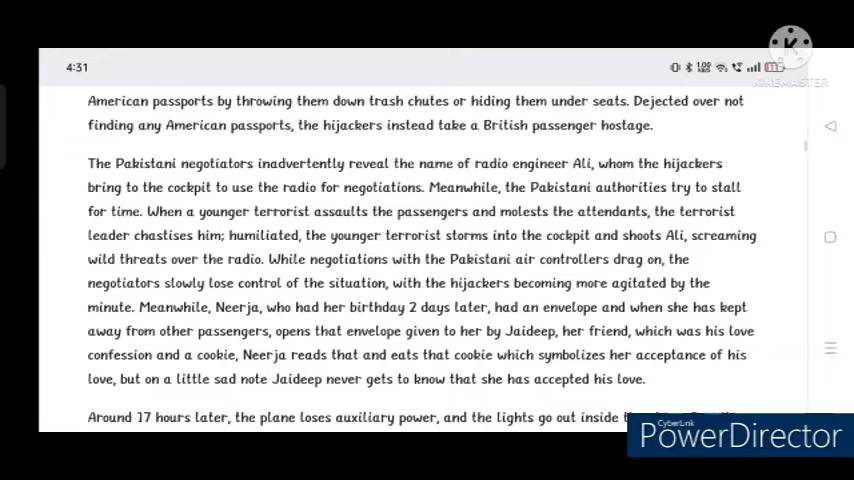 4:31
KINEMASTER
American passports by throwing them down trash chutes or hiding them under seats. Dejected over not
finding any American passports, the hijackers instead take a British passenger hostage.
The Pakistani negotiators inadvertently reveal the name of radio engineer Ali, whom the hijackers
bring to the cockpit to use the radio for negotiations. Meanwhile, the Pakistani authorities try to stall
for time. When a younger terrorist assaults the passengers and molests the attendants, the terrorist
leader chastises him; humiliated, the younger terrorist storms into the cockpit and shoots Ali, screaming
wild threats over the radio. While negotiations with the Pakistani air controllers drag on, the
negotiators slowly lose control of the situation, with the hijackers becoming more agitated by the
minute. Meanwhile, Neerja, who had her birthday 2 days later, had an envelope and when she has kept
away from other passengers, opens that envelope given to her by Jaideep, her friend, which was his love
confession and a cookie, Neerja reads that and eats that cookie which symbolizes her acceptance of his
love, but on a little sad note Jaideep never gets to know that she has accepted his love.
Around 17 hours later, the plane loses auxiliary power, and the lights go out inside
CyberLink
PowerDirector